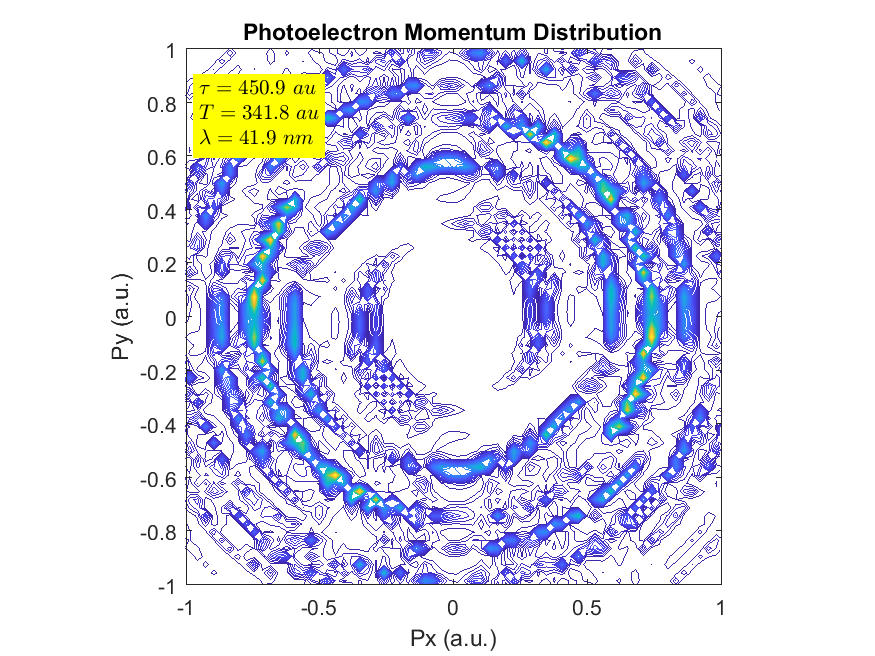 Photoelectron Momentum Distribution
τ = 450.9 au
T = 341.8 au
λ = 41.9 nm
1
0.8
0.6
0.4
0.2
0
-0.2
-0.4
-0.6
-0.8
-1
Py (a.u.)
-1 -0.5 0 0.5 1
Px (a.u.)